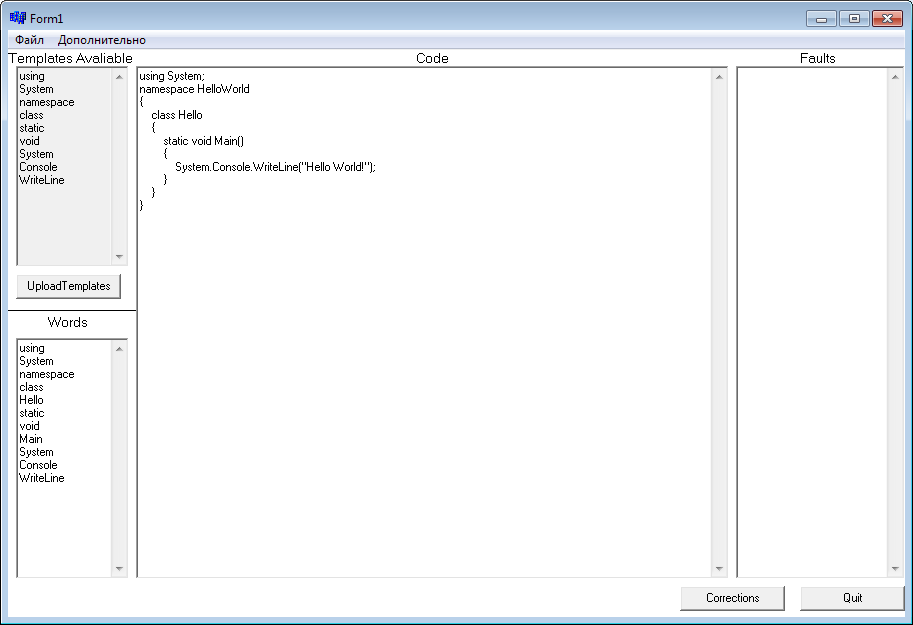 Form1
Файл Дополнительно
Templates Avaliable
using
System
namespace
class
static
void
System
Console
WriteLine
UploadTemplates
Words
using
System
namespace
class
Hello
static
void
Main
System
Console
WriteLine
Code
using System;
namespace HelloWorld
{
class Hello
{
static void Main()
{
System.Console.WriteLine("Hello World!");
}
}
}
Faults
Corrections
Quit